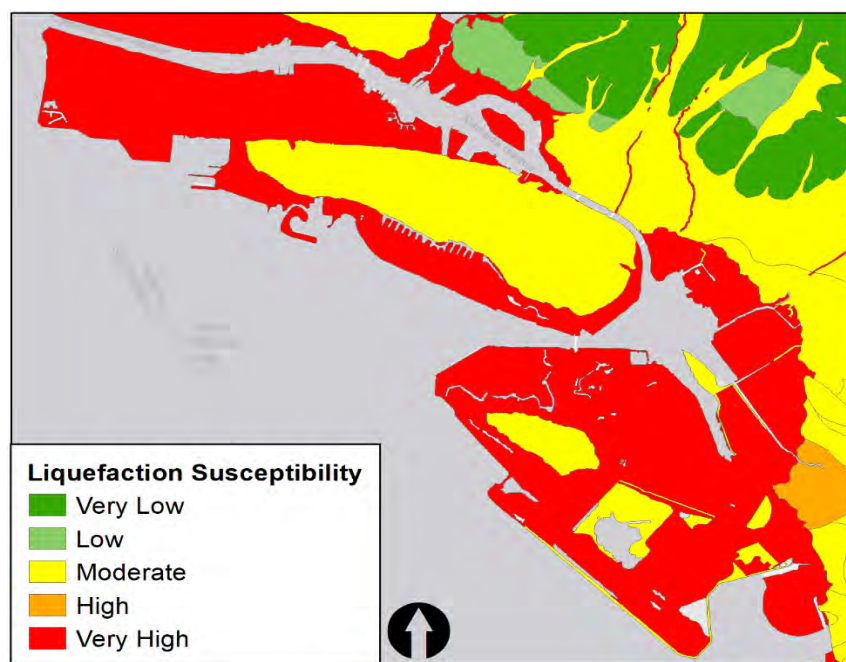 Liquefaction Susceptibility
Very Low
Low
Moderate
High
Very High